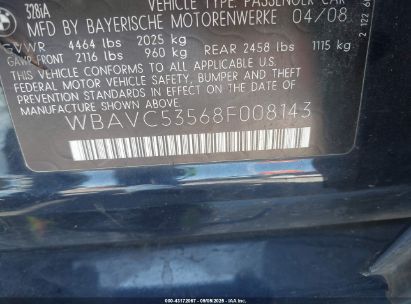 328iA VEHICLE TYPE: PASSENGER CAR
MFD BY BAYERISCHE MOTORENWERKE 04/08
GVWR 4464 lbs 2025 kg
GAWR FRONT 2116 lbs 960 kg REAR 2458 lbs 1115 kg
THIS VEHICLE CONFORMS TO ALL APPLICABLE U.S.
FEDERAL MOTOR VEHICLE SAFETY, BUMPER AND THEFT
PREVENTION STANDARDS IN EFFECT ON THE DATE OF
MANUFACTURE SHOWN ABOVE.
WBAVC53568F008143